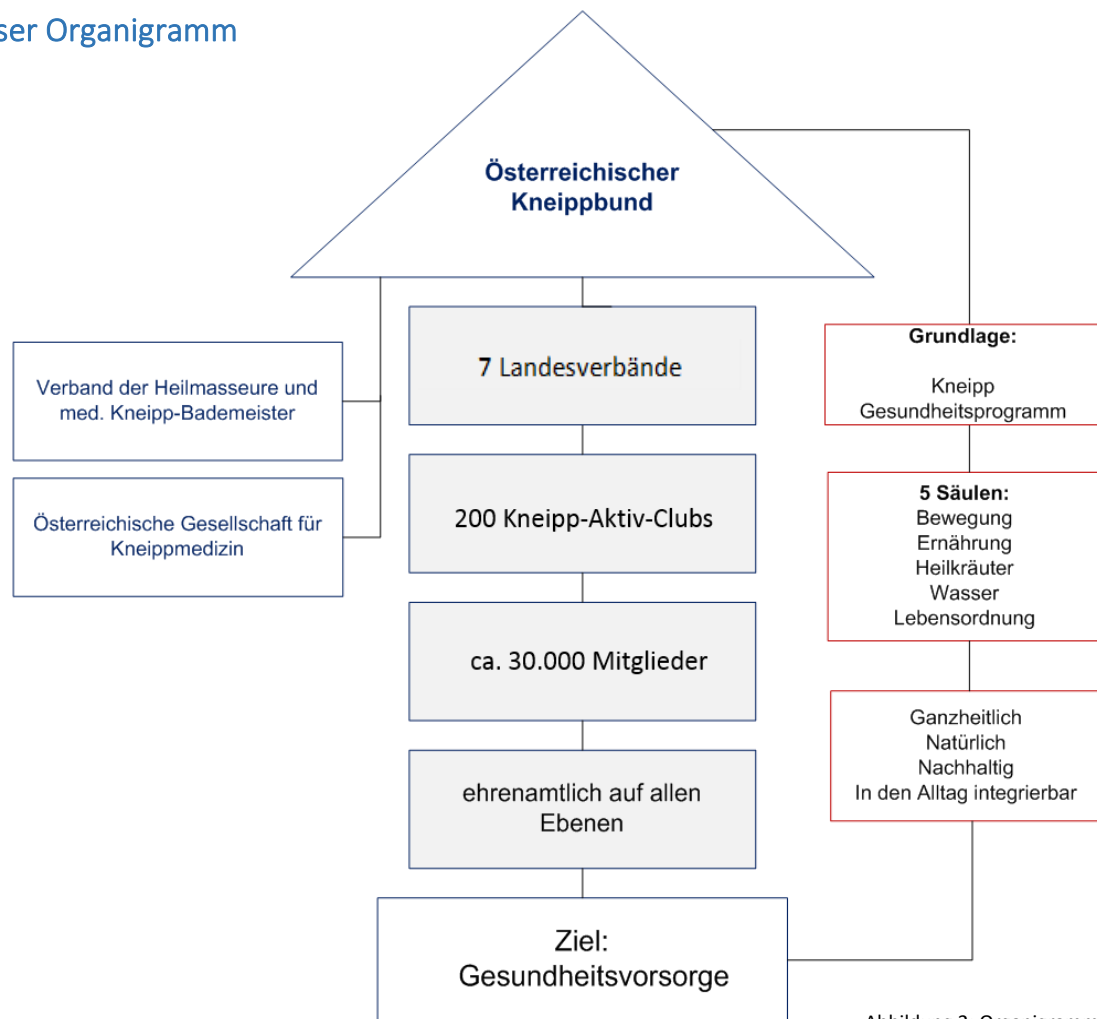 ser Organigramm
Österreichischer
Kneippbund
Verband der Heilmasseure und
med. Kneipp-Bademeister
Österreichische Gesellschaft für
Kneippmedizin
7 Landesverbände
200 Kneipp-Aktiv-Clubs
ca. 30.000 Mitglieder
ehrenamtlich auf allen
Ebenen
Ziel:
Gesundheitsvorsorge
Grundlage:
Kneipp
Gesundheitsprogramm
5 Säulen:
Bewegung
Ernährung
Heilkräuter
Wasser
Lebensordnung
Ganzheitlich
Natürlich
Nachhaltig
In den Alltag integrierbar